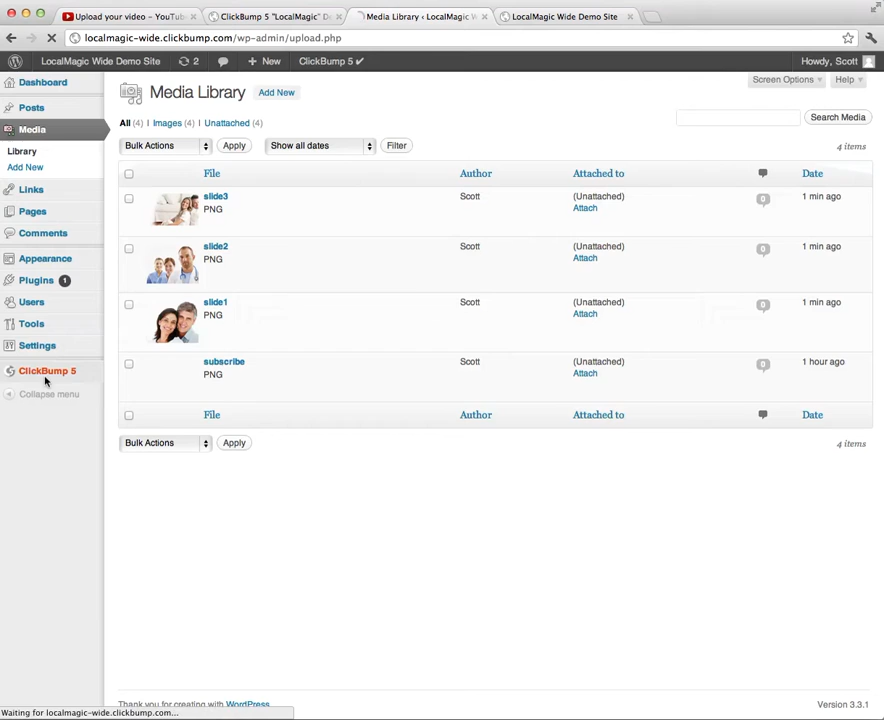 Upload your video – YouTub
ClickBump 5 "LocalMagic" De
Media Library ‹ LocalMagic W
LocalMagic Wide Demo Site
localmagic-wide.clickbump.com/wp-admin/upload.php
LocalMagic Wide Demo Site 2 + New ClickBump 5 ✔ Howdy, Scott
Dashboard
Posts
Media
Library
Add New
Links
Pages
Comments
Appearance
Plugins 1
Users
Tools
Settings
ClickBump 5
Collapse menu
Screen Options Help
Media Library Add New
All (4) | Images (4) | Unattached (4)
Search Media
Bulk Actions Apply Show all dates Filter 4 items
File Author Attached to Date
slide3 Scott (Unattached) 0 1 min ago
PNG Attach
slide2 Scott (Unattached) 0 1 min ago
PNG Attach
slide1 Scott (Unattached) 0 1 min ago
PNG Attach
subscribe Scott (Unattached) 0 1 hour ago
PNG Attach
File Author Attached to Date
Bulk Actions Apply 4 items
Thank you for creating with WordPress Version 3.3.1
Waiting for localmagic-wide.clickbump.com...